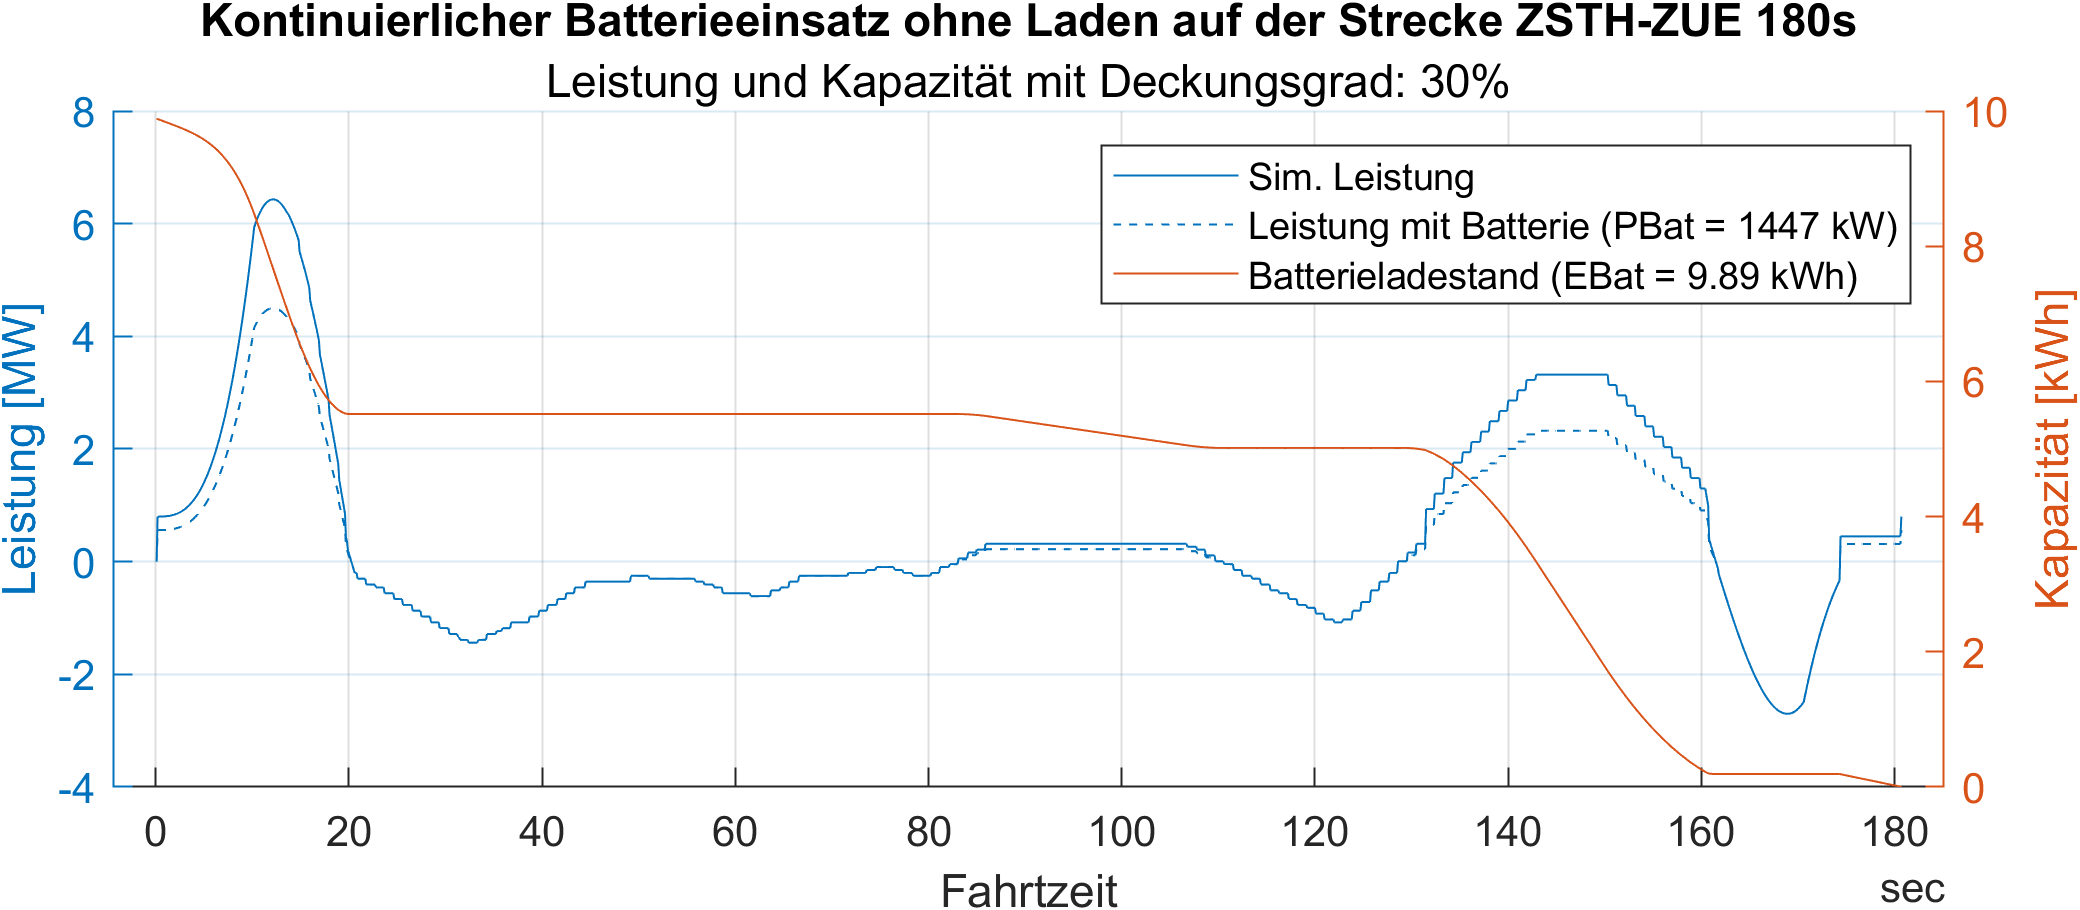 Kontinuierlicher Batterieeinsatz ohne Laden auf der Strecke ZSTH-ZUE 180s
Leistung und Kapazität mit Deckungsgrad: 30%
8
6
4
2
0
-2
-4
Leistung [MW]
10
8
6
4
2
0
Kapazität [kWh]
Sim. Leistung
Leistung mit Batterie (PBat = 1447 kW)
Batterieladestand (EBat = 9.89 kWh)
0 20 40 60 80 100 120 140 160 180
Fahrtzeit
sec